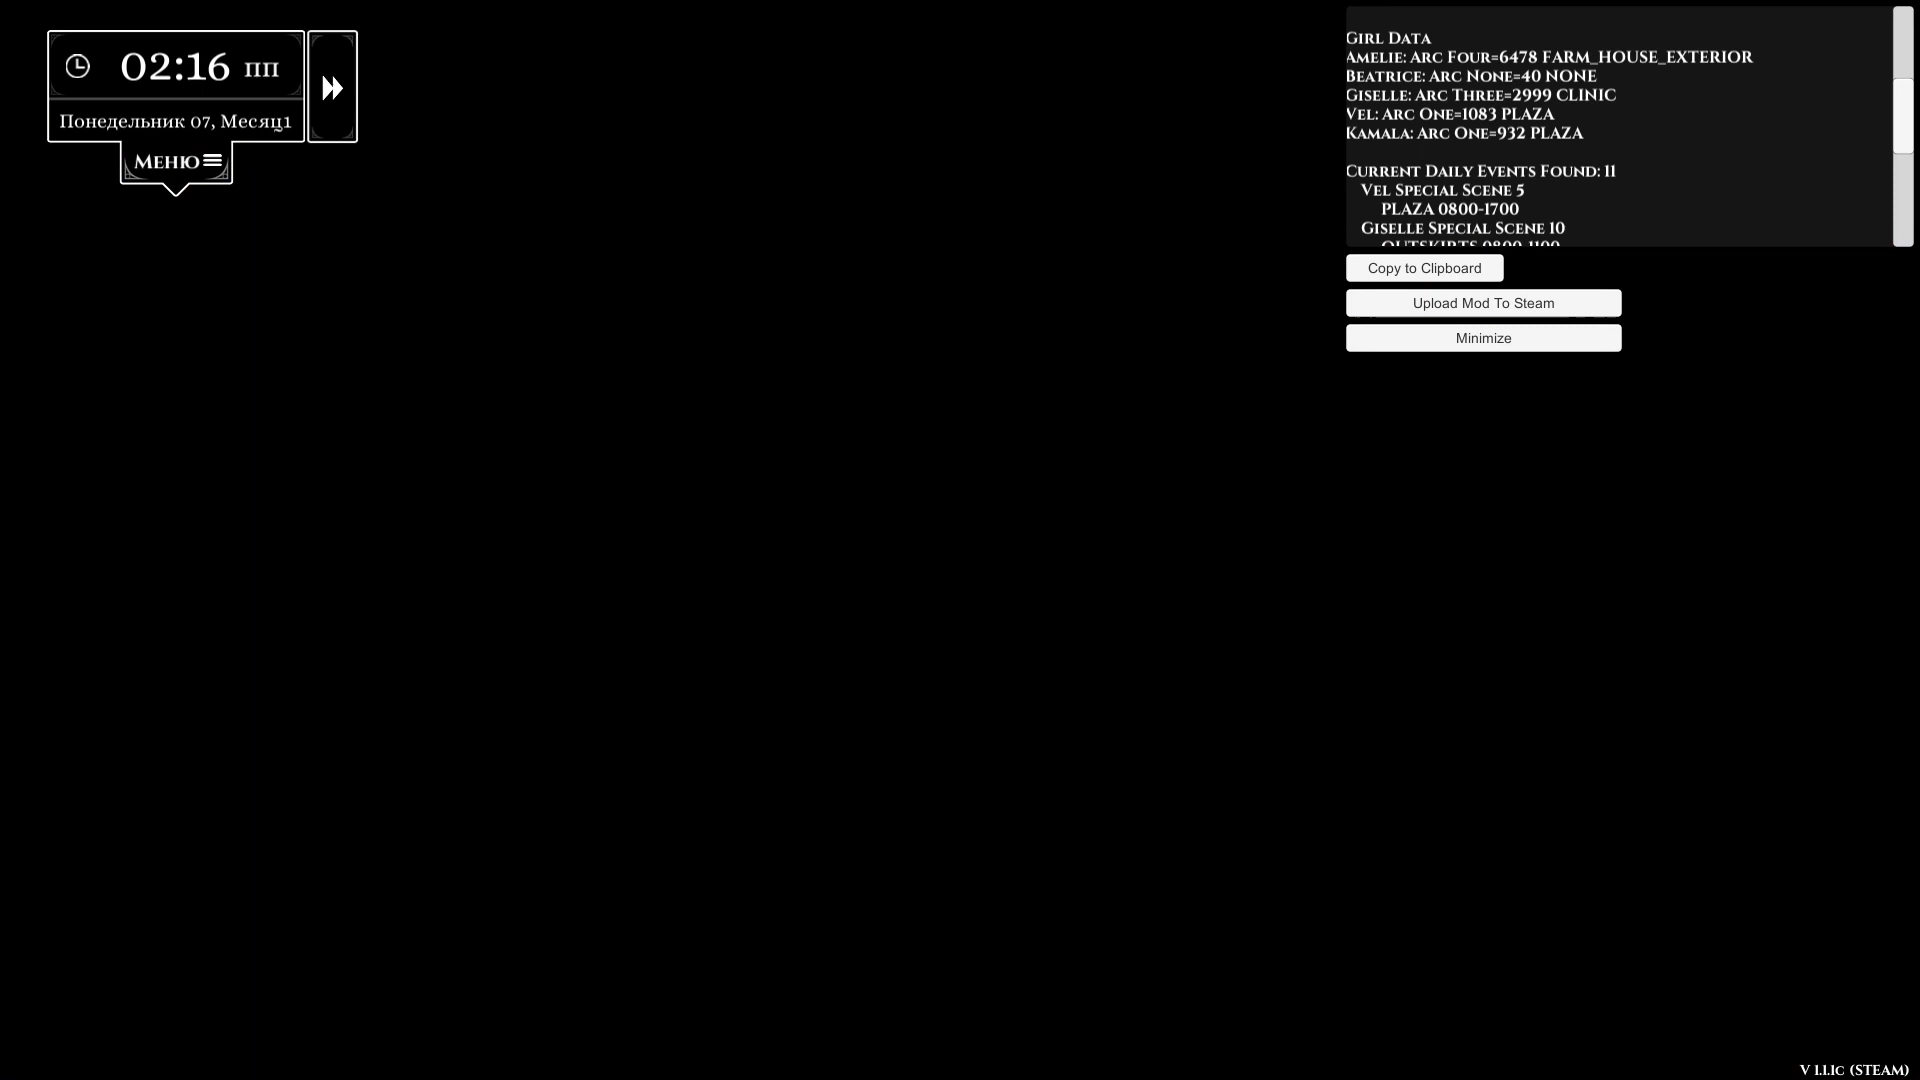 02:16 пп
Понедельник 07, Месяц1
Меню
Girl Data
Amelie: Arc Four=6478 FARM_HOUSE_EXTERIOR
Beatrice: Arc None=40 NONE
Giselle: Arc Three=2999 CLINIC
Vel: Arc One=1083 PLAZA
Kamala: Arc One=932 PLAZA
Current Daily Events Found: 11
Vel Special Scene 5
PLAZA 0800-1700
Giselle Special Scene 10
OUTSKIRTS 0800-1100
Copy to Clipboard
Upload Mod To Steam
Minimize
V 1.1.1c (STEAM)